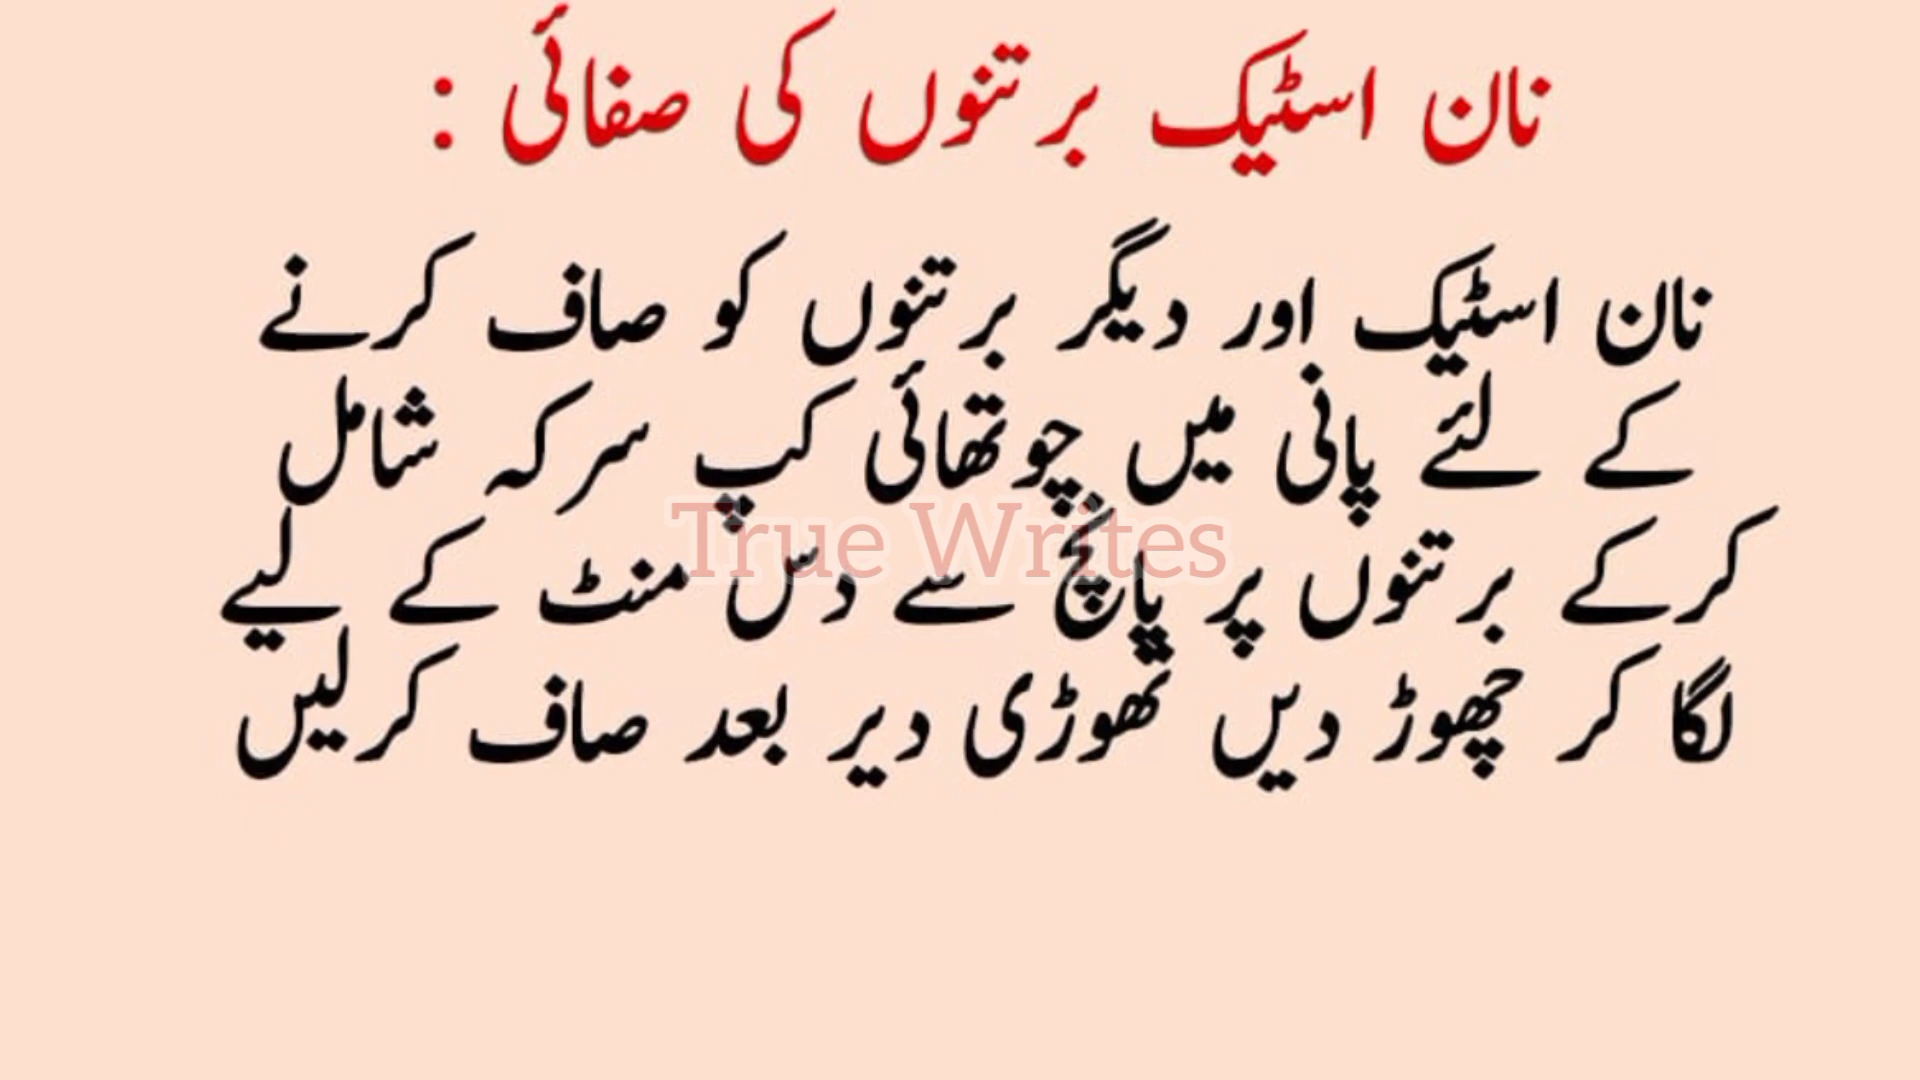 نان اسٹیک برتنوں کی صفائی :
نان اسٹیک اور دیگر برتنوں کو صاف کرنے
کے لئے پانی میں چوتھائی کپ سرکہ شامل
کرکے برتنوں پر پانچ سے دس منٹ کے لیے
لگا کر چھوڑ دیں تھوڑی دیر بعد صاف کرلیں
True Writes